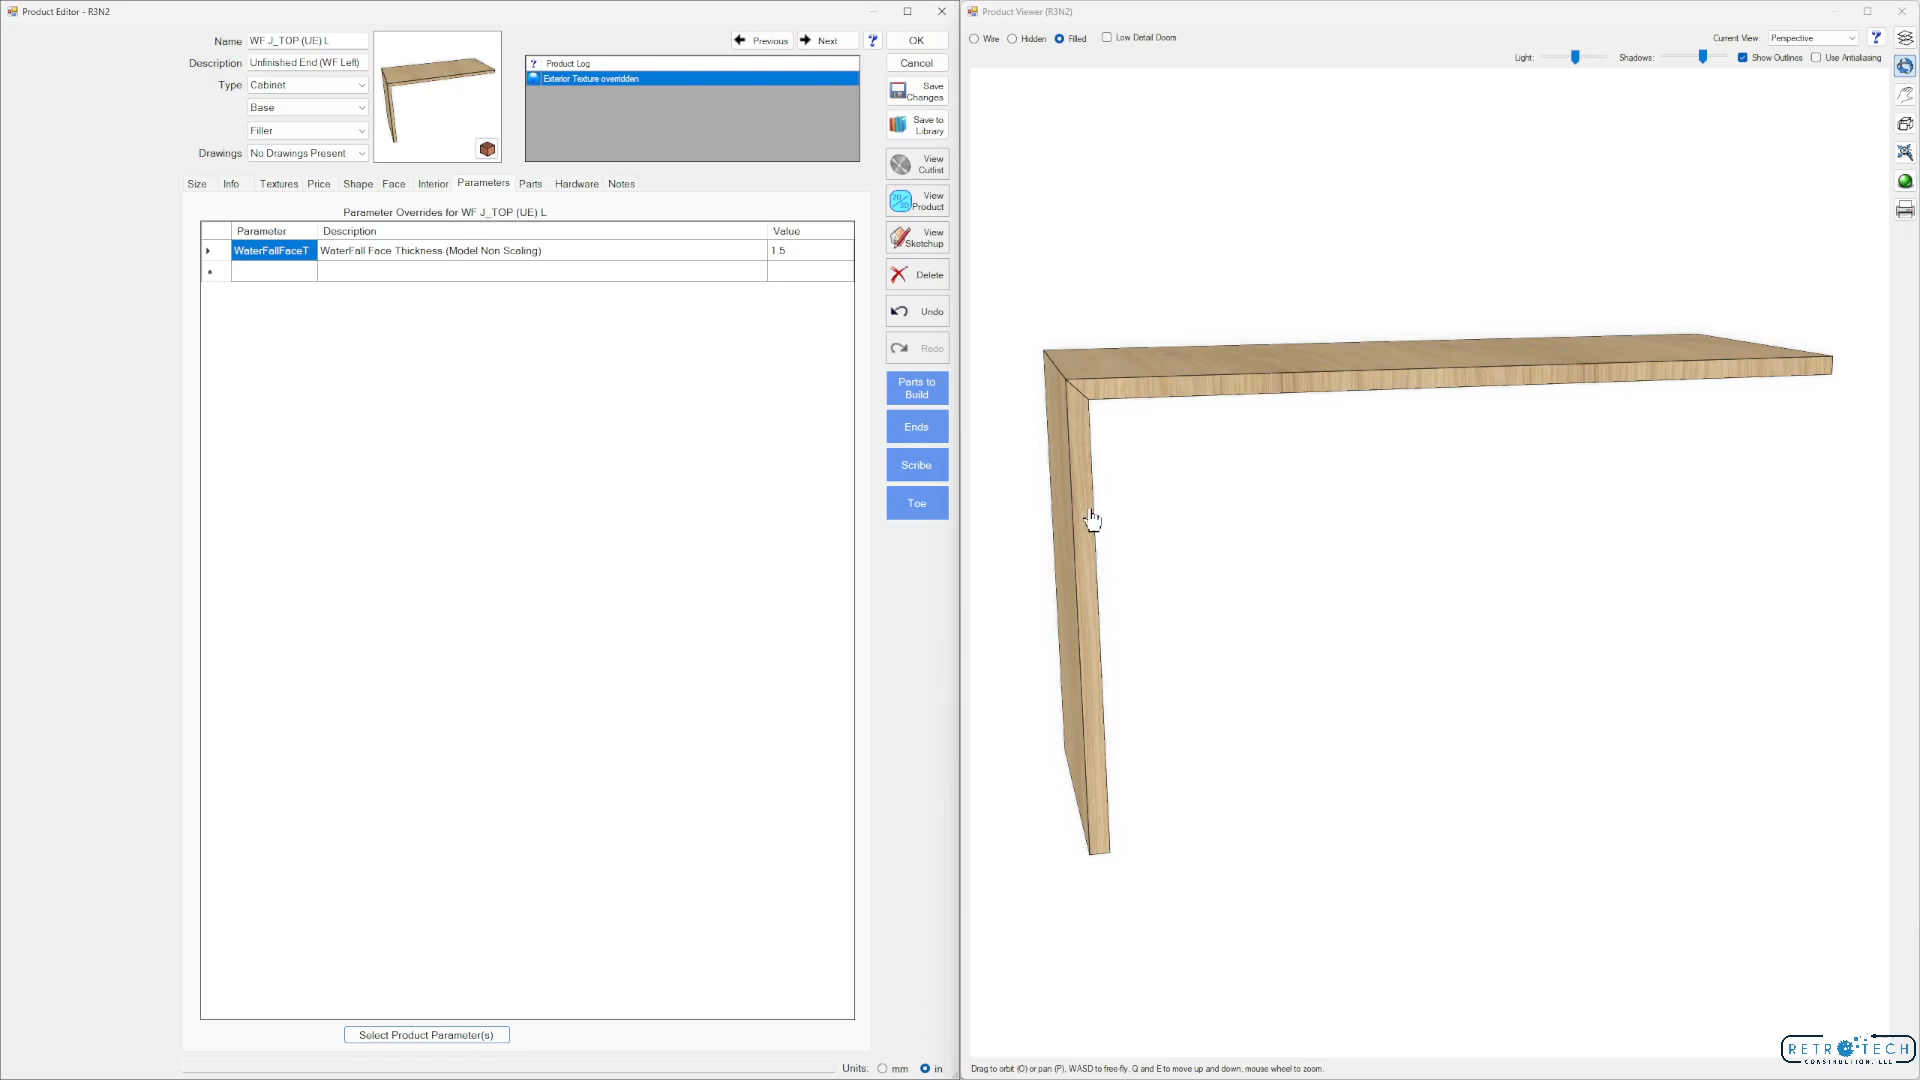 Product Editor - R3N2
Name WF J_TOP (UE) L
Description Unfinished End (WF Left)
Type Cabinet
Base
Filler
Drawings No Drawings Present
Previous Next ? OK
? Product Log
Exterior Texture overridden
Cancel
Save Changes
Save to Library
View Cutlist
2D/3D View Product
View Sketchup
Delete
Undo
Redo
Parts to Build
Ends
Scribe
Toe
Size Info Textures Price Shape Face Interior Parameters Parts Hardware Notes
Parameter Overrides for WF J_TOP (UE) L
Parameter Description Value
WaterFallFaceT WaterFall Face Thickness (Model Non Scaling) 1.5
Select Product Parameter(s)
Units: mm in
Product Viewer (R3N2)
Wire Hidden Filled Low Detail Doors Current View: Perspective ?
Light: Shadows: Show Outlines Use Antialiasing
Drag to orbit (O) or pan (P), WASD to free-fly. Q and E to move up and down, mouse wheel to zoom.
RETROTECH
CONSTRUCTION, LLC